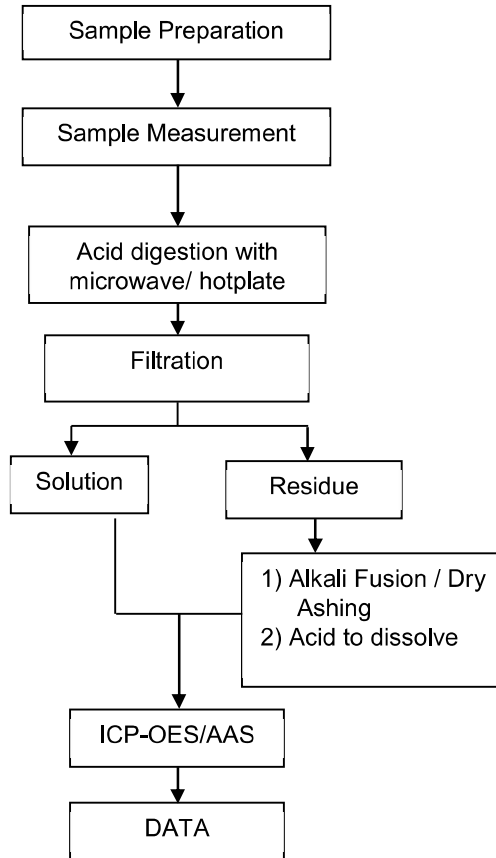 Sample Preparation
Sample Measurement
Acid digestion with
microwave/ hotplate
Filtration
Solution
Residue
1) Alkali Fusion / Dry
Ashing
2) Acid to dissolve
ICP-OES/AAS
DATA